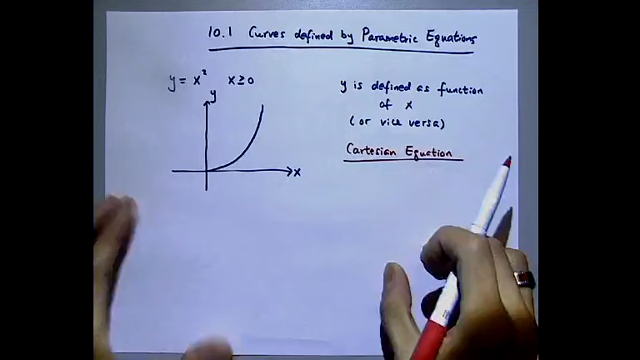 10.1 Curves defined by Parametric Equations
y = x² x ≥ 0
y
x
y is defined as function
of x
(or vice versa)
Cartesian Equation